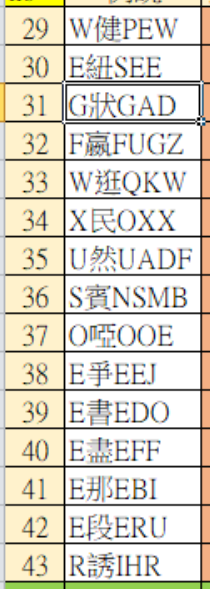 29 W健PEW
30 E紐SEE
31 G狀GAD
32 F嬴FUGZ
33 W逛QKW
34 X民OXX
35 U然UADF
36 S賓NSMB
37 O啞OOE
38 E爭EEJ
39 E書EDO
40 E盡EFF
41 E那EBI
42 E段ERU
43 R誘IHR